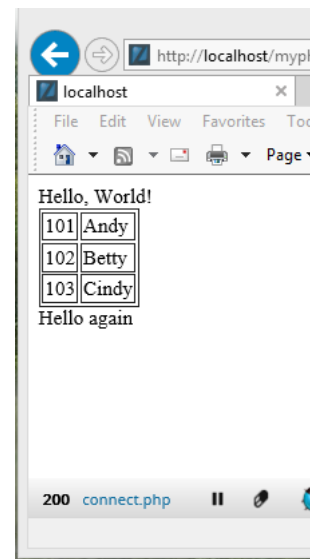 http://localhost/myph
localhost
File Edit View Favorites Too
Page
Hello, World!
101 Andy
102 Betty
103 Cindy
Hello again
200 connect.php